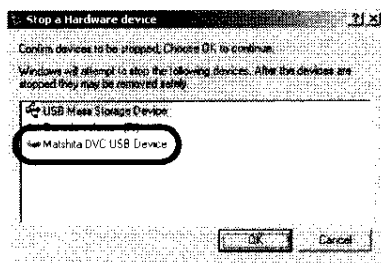 Stop a Hardware device
Confirm devices to be stopped, Choose OK to continue.
Windows will attempt to stop the following devices. After the devices are
stopped they may be removed safely.
USB Mass Storage Device
Matshita DVC USB Device
OK Cancel